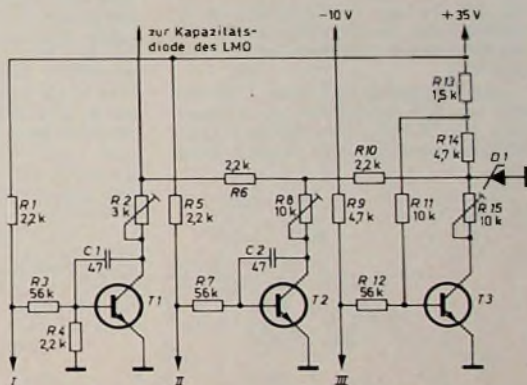 zur Kapazitäts-
diode des LMO
-10 V
+35 V
R13
1,5 k
R10
2,2 k
R14
4,7 k
D1
2,2 k
R6
R1
2,2 k
R2
3 k
R5
2,2 k
R8
10 k
R9
4,7 k
R11
10 k
R15
10 k
C1
47
C2
47
R3
56 k
T1
R7
56 k
T2
R12
56 k
T3
R4
2,2 k
I
II
III